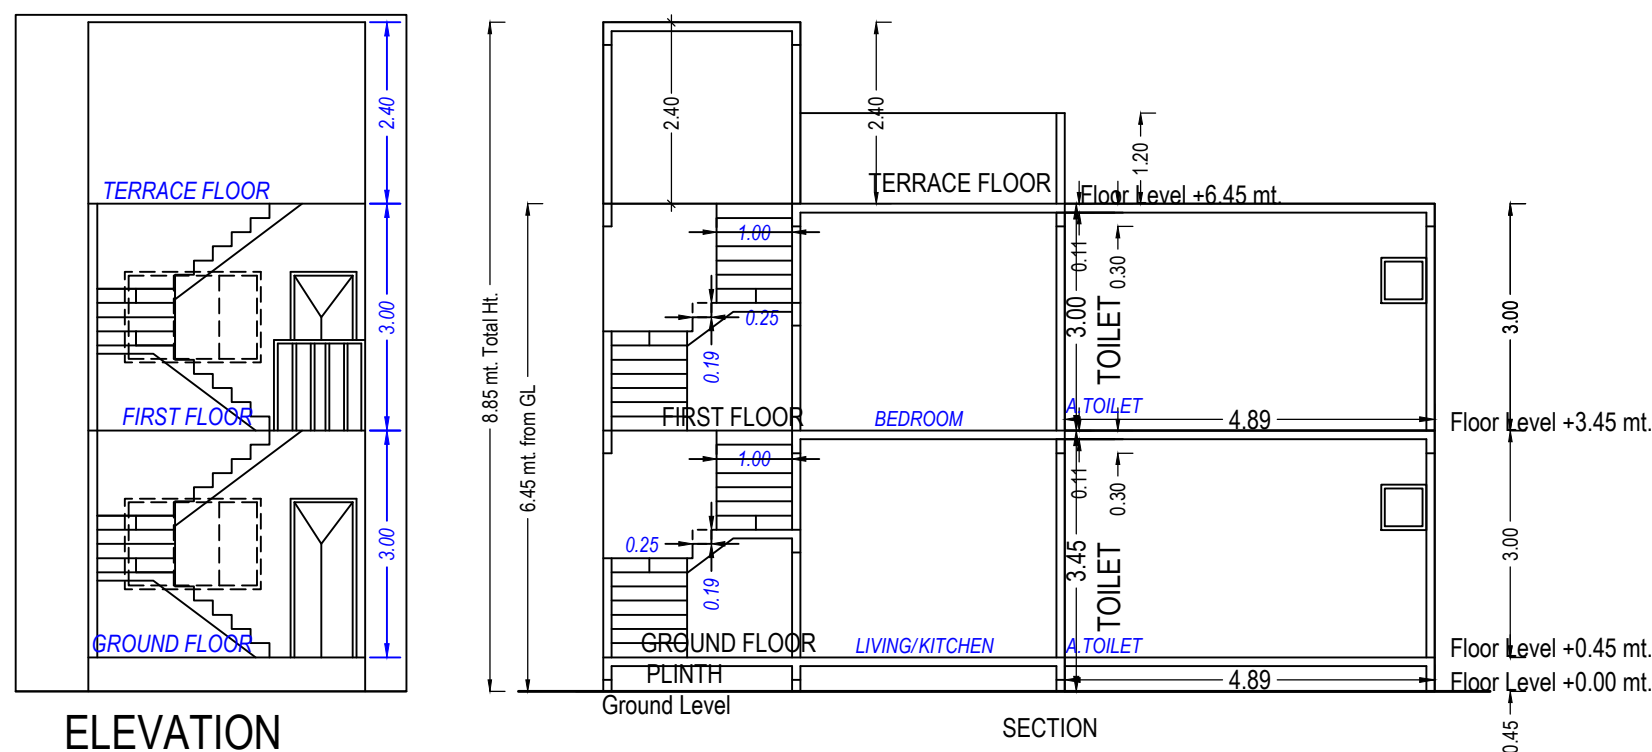 2.40
TERRACE FLOOR
3.00
FIRST FLOOR
3.00
GROUND FLOOR
ELEVATION
8.85 mt. Total Ht.
6.45 mt. from GL
2.40
2.40
1.20
TERRACE FLOOR
Floor Level +6.45 mt.
1.00
0.11
0.30
0.25
0.19
3.00
TOILET
3.00
FIRST FLOOR
BEDROOM
A.TOILET
4.89
Floor Level +3.45 mt.
1.00
0.11
0.30
0.25
0.19
3.45
TOILET
3.00
GROUND FLOOR
LIVING/KITCHEN
A.TOILET
Floor Level +0.45 mt.
PLINTH
4.89
Floor Level +0.00 mt.
Ground Level
SECTION
0.45